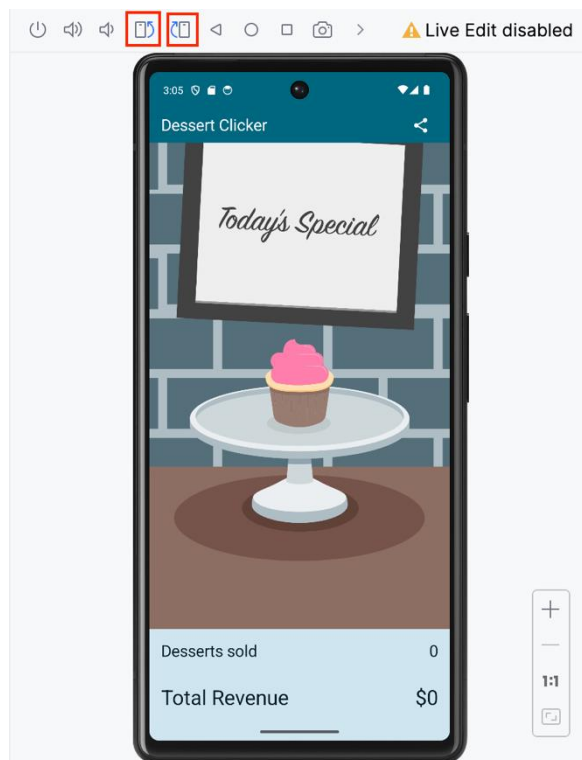 Live Edit disabled
3:05
Dessert Clicker
Today's Special
Desserts sold 0
Total Revenue $0
1:1